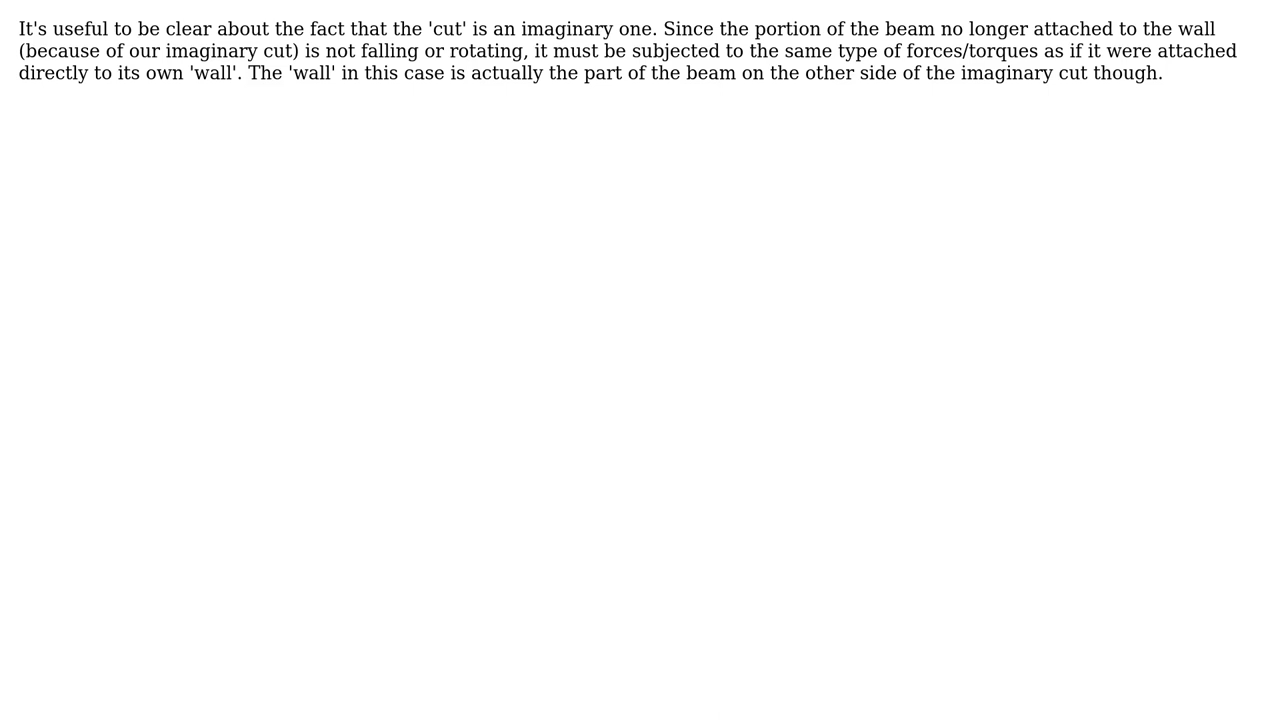 It's useful to be clear about the fact that the 'cut' is an imaginary one. Since the portion of the beam no longer attached to the wall
(because of our imaginary cut) is not falling or rotating, it must be subjected to the same type of forces/torques as if it were attached
directly to its own 'wall'. The 'wall' in this case is actually the part of the beam on the other side of the imaginary cut though.